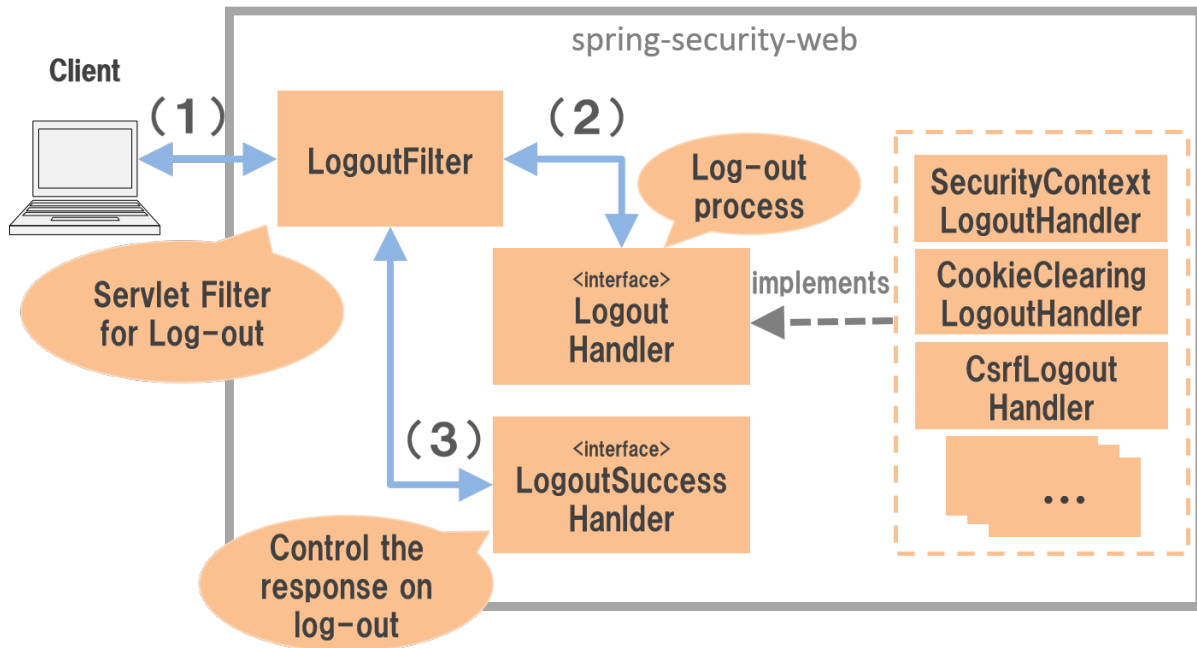 spring-security-web
Client
(1)
(2)
LogoutFilter
Log-out
process
Servlet Filter
for Log-out
<interface>
Logout
Handler
implements
SecurityContext
LogoutHandler
CookieClearing
LogoutHandler
CsrfLogout
Handler
...
(3)
<interface>
LogoutSuccess
Hanlder
Control the
response on
log-out